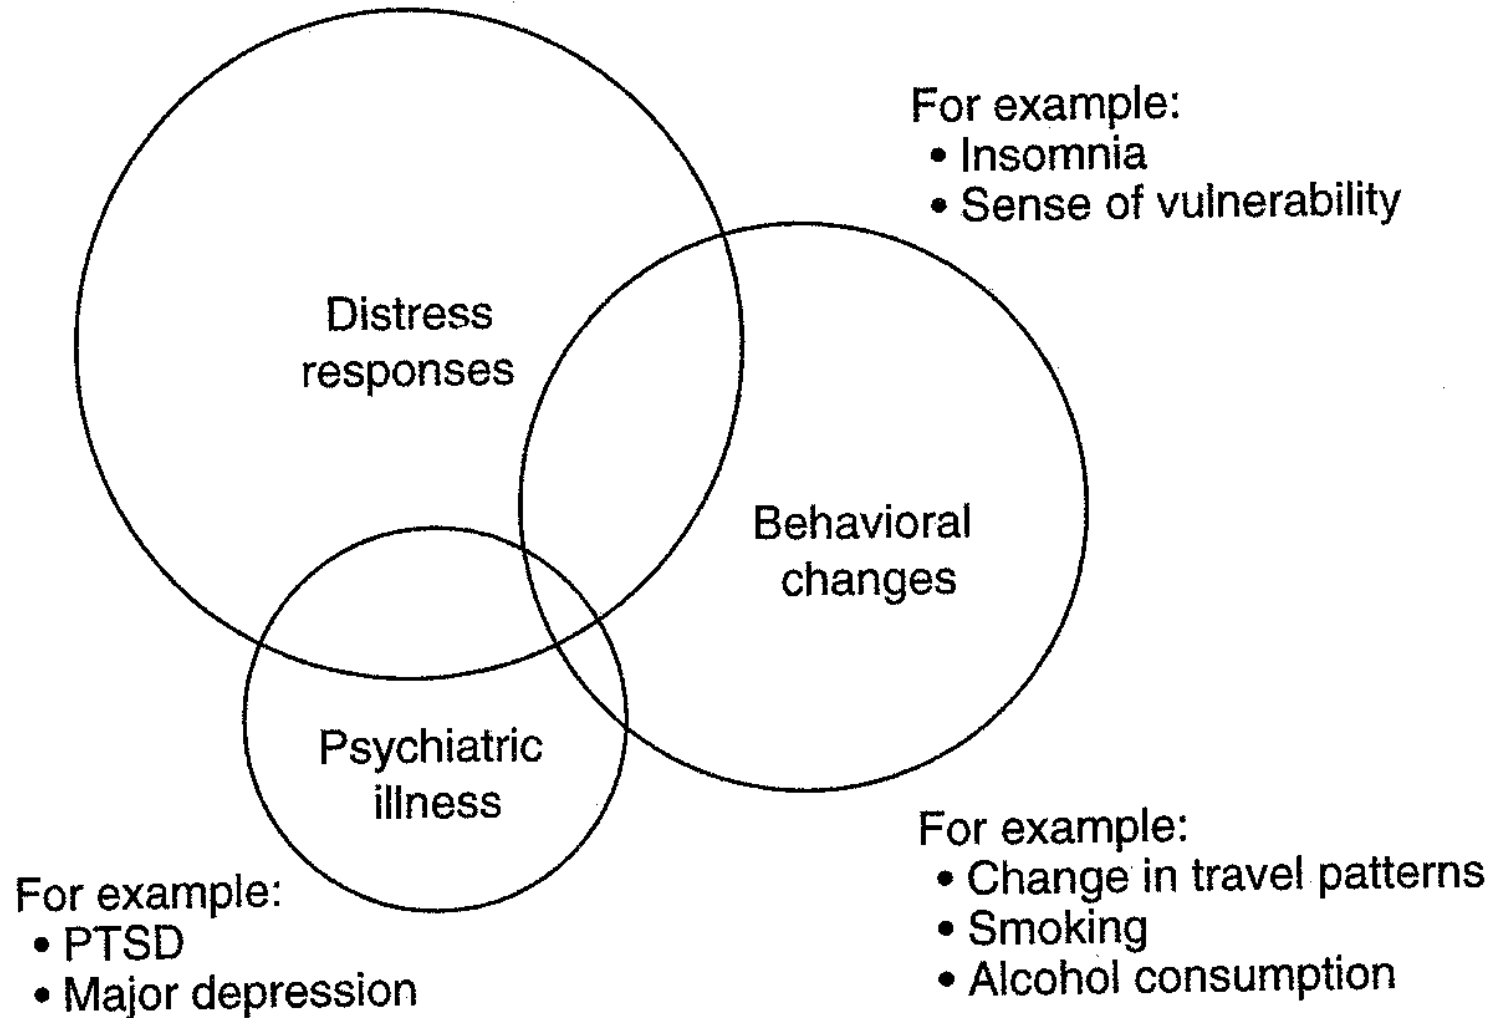 For example:
• Insomnia
• Sense of vulnerability
Distress
responses
Behavioral
changes
Psychiatric
illness
For example:
• Change in travel patterns
• Smoking
• Alcohol consumption
For example:
• PTSD
• Major depression